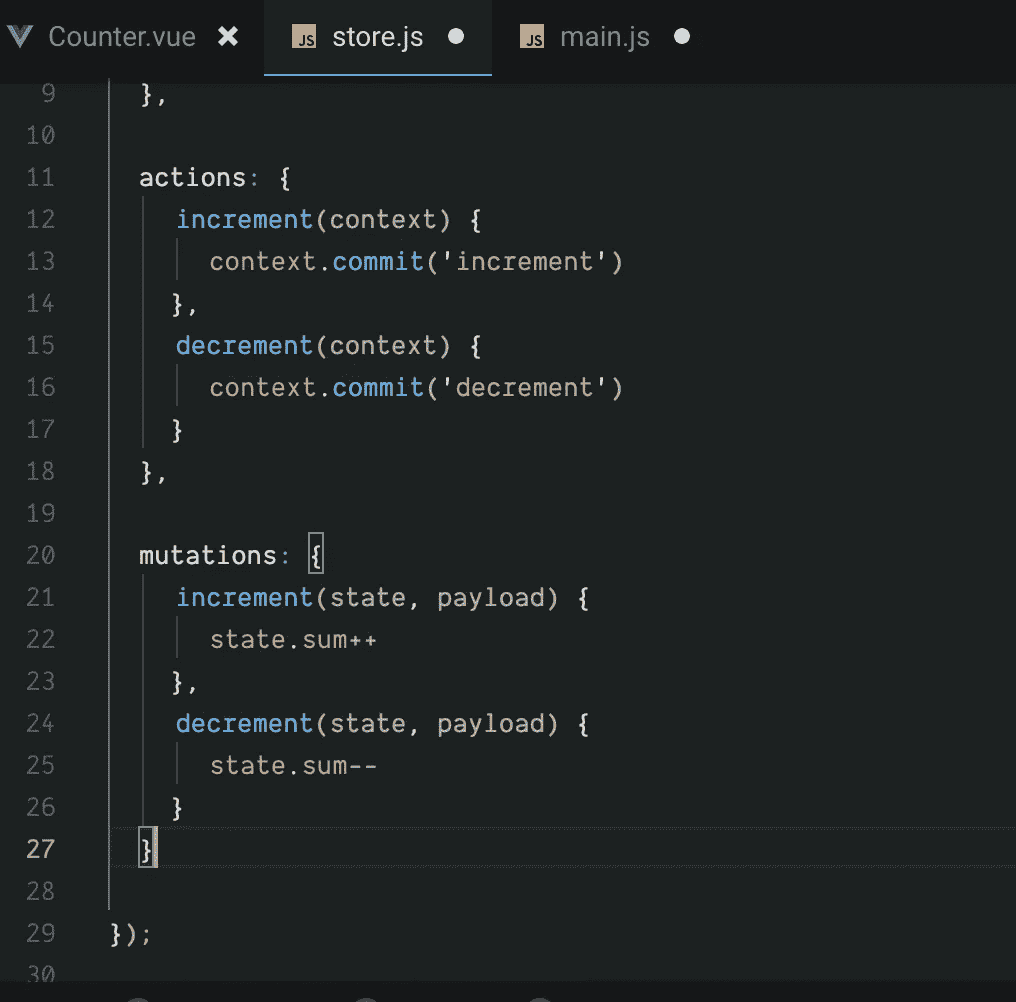 Counter.vue JS store.js JS main.js
9 },
10
11 actions: {
12 increment(context) {
13 context.commit('increment')
14 },
15 decrement(context) {
16 context.commit('decrement')
17 }
18 },
19
20 mutations: {
21 increment(state, payload) {
22 state.sum++
23 },
24 decrement(state, payload) {
25 state.sum--
26 }
27 }
28
29 });
30